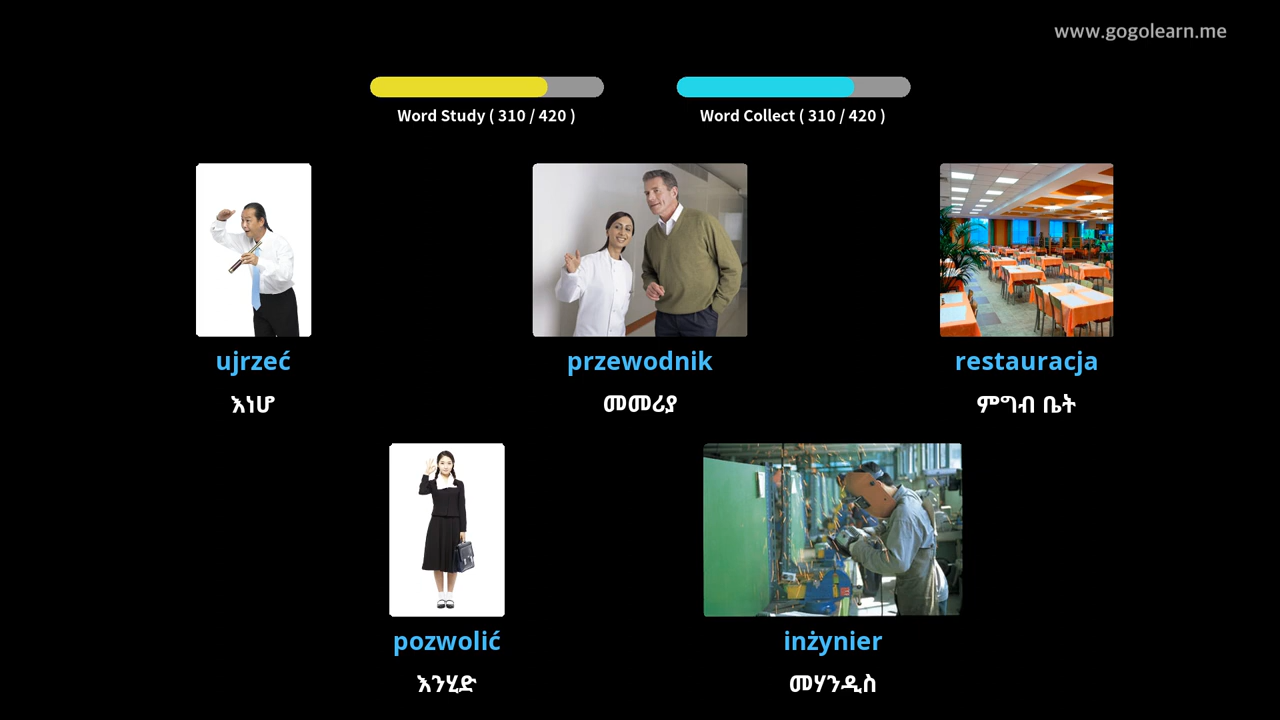 www.gogolearn.me
Word Study ( 310 / 420 )
Word Collect ( 310 / 420 )
ujrzeć
przewodnik
restauracja
እነሆ
መመሪያ
ምግብ ቤት
pozwolić
inżynier
እንሂድ
መሃንዲስ